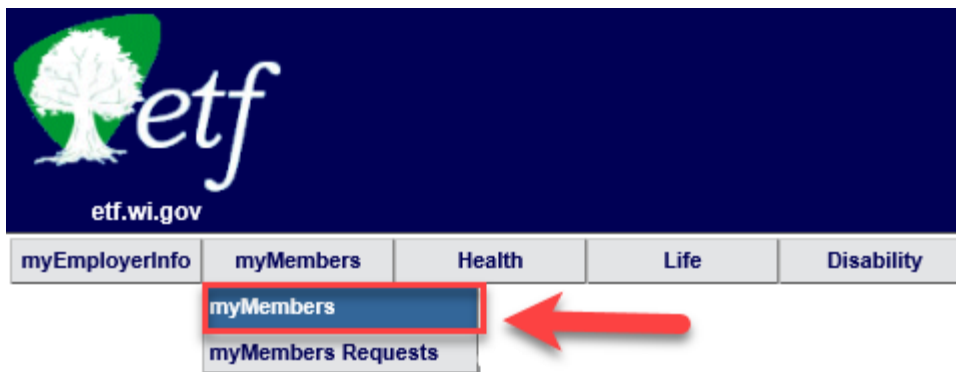 etf
etf.wi.gov
myEmployerInfo myMembers Health Life Disability
myMembers
myMembers Requests